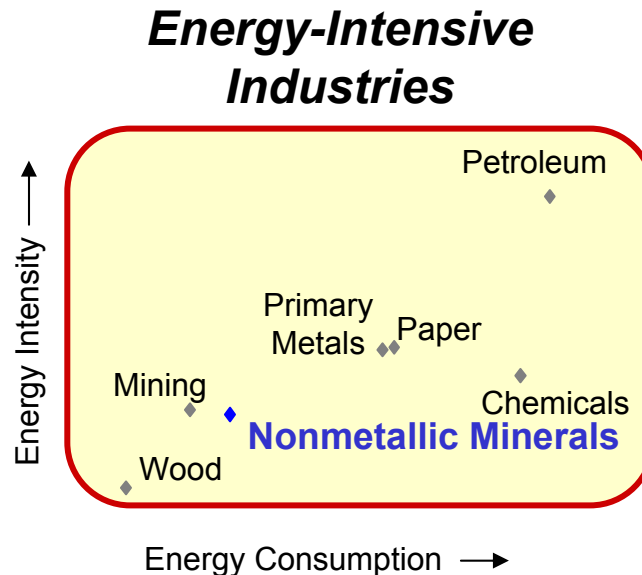 Energy-Intensive
Industries
Petroleum
Energy Intensity
Primary
Metals
Paper
Mining
Chemicals
Nonmetallic Minerals
Wood
Energy Consumption